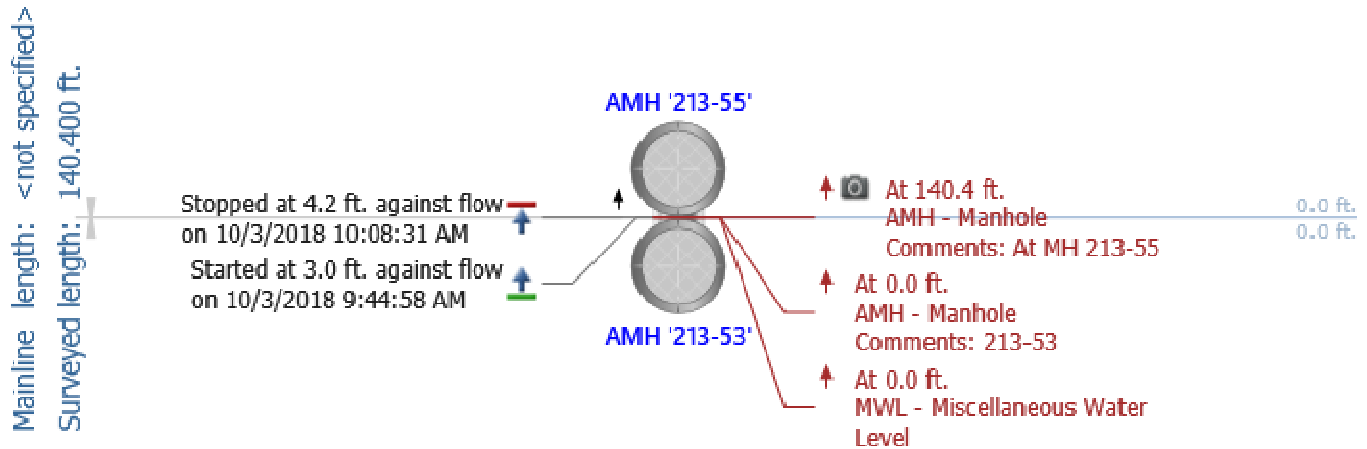 Mainline length: <not specified>
Surveyed length: 140.400 ft.
AMH '213-55'
Stopped at 4.2 ft. against flow
on 10/3/2018 10:08:31 AM
Started at 3.0 ft. against flow
on 10/3/2018 9:44:58 AM
AMH '213-53'
At 140.4 ft.
AMH - Manhole
Comments: At MH 213-55
At 0.0 ft.
AMH - Manhole
Comments: 213-53
At 0.0 ft.
MWL - Miscellaneous Water
Level
0.0 ft.
0.0 ft.